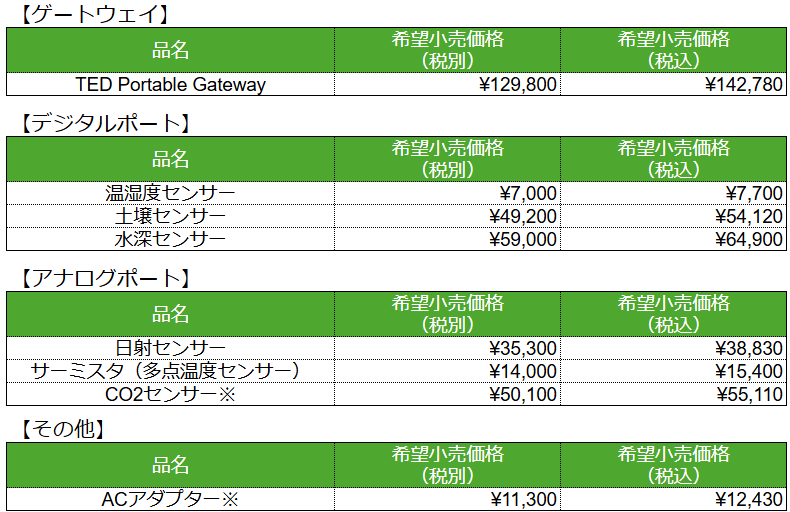 【ゲートウェイ】
品名 希望小売価格（税別） 希望小売価格（税込）
TED Portable Gateway ¥129,800 ¥142,780
【デジタルポート】
品名 希望小売価格（税別） 希望小売価格（税込）
温湿度センサー ¥7,000 ¥7,700
土壌センサー ¥49,200 ¥54,120
水深センサー ¥59,000 ¥64,900
【アナログポート】
品名 希望小売価格（税別） 希望小売価格（税込）
日射センサー ¥35,300 ¥38,830
サーミスタ（多点温度センサー） ¥14,000 ¥15,400
CO2センサー※ ¥50,100 ¥55,110
【その他】
品名 希望小売価格（税別） 希望小売価格（税込）
ACアダプター※ ¥11,300 ¥12,430